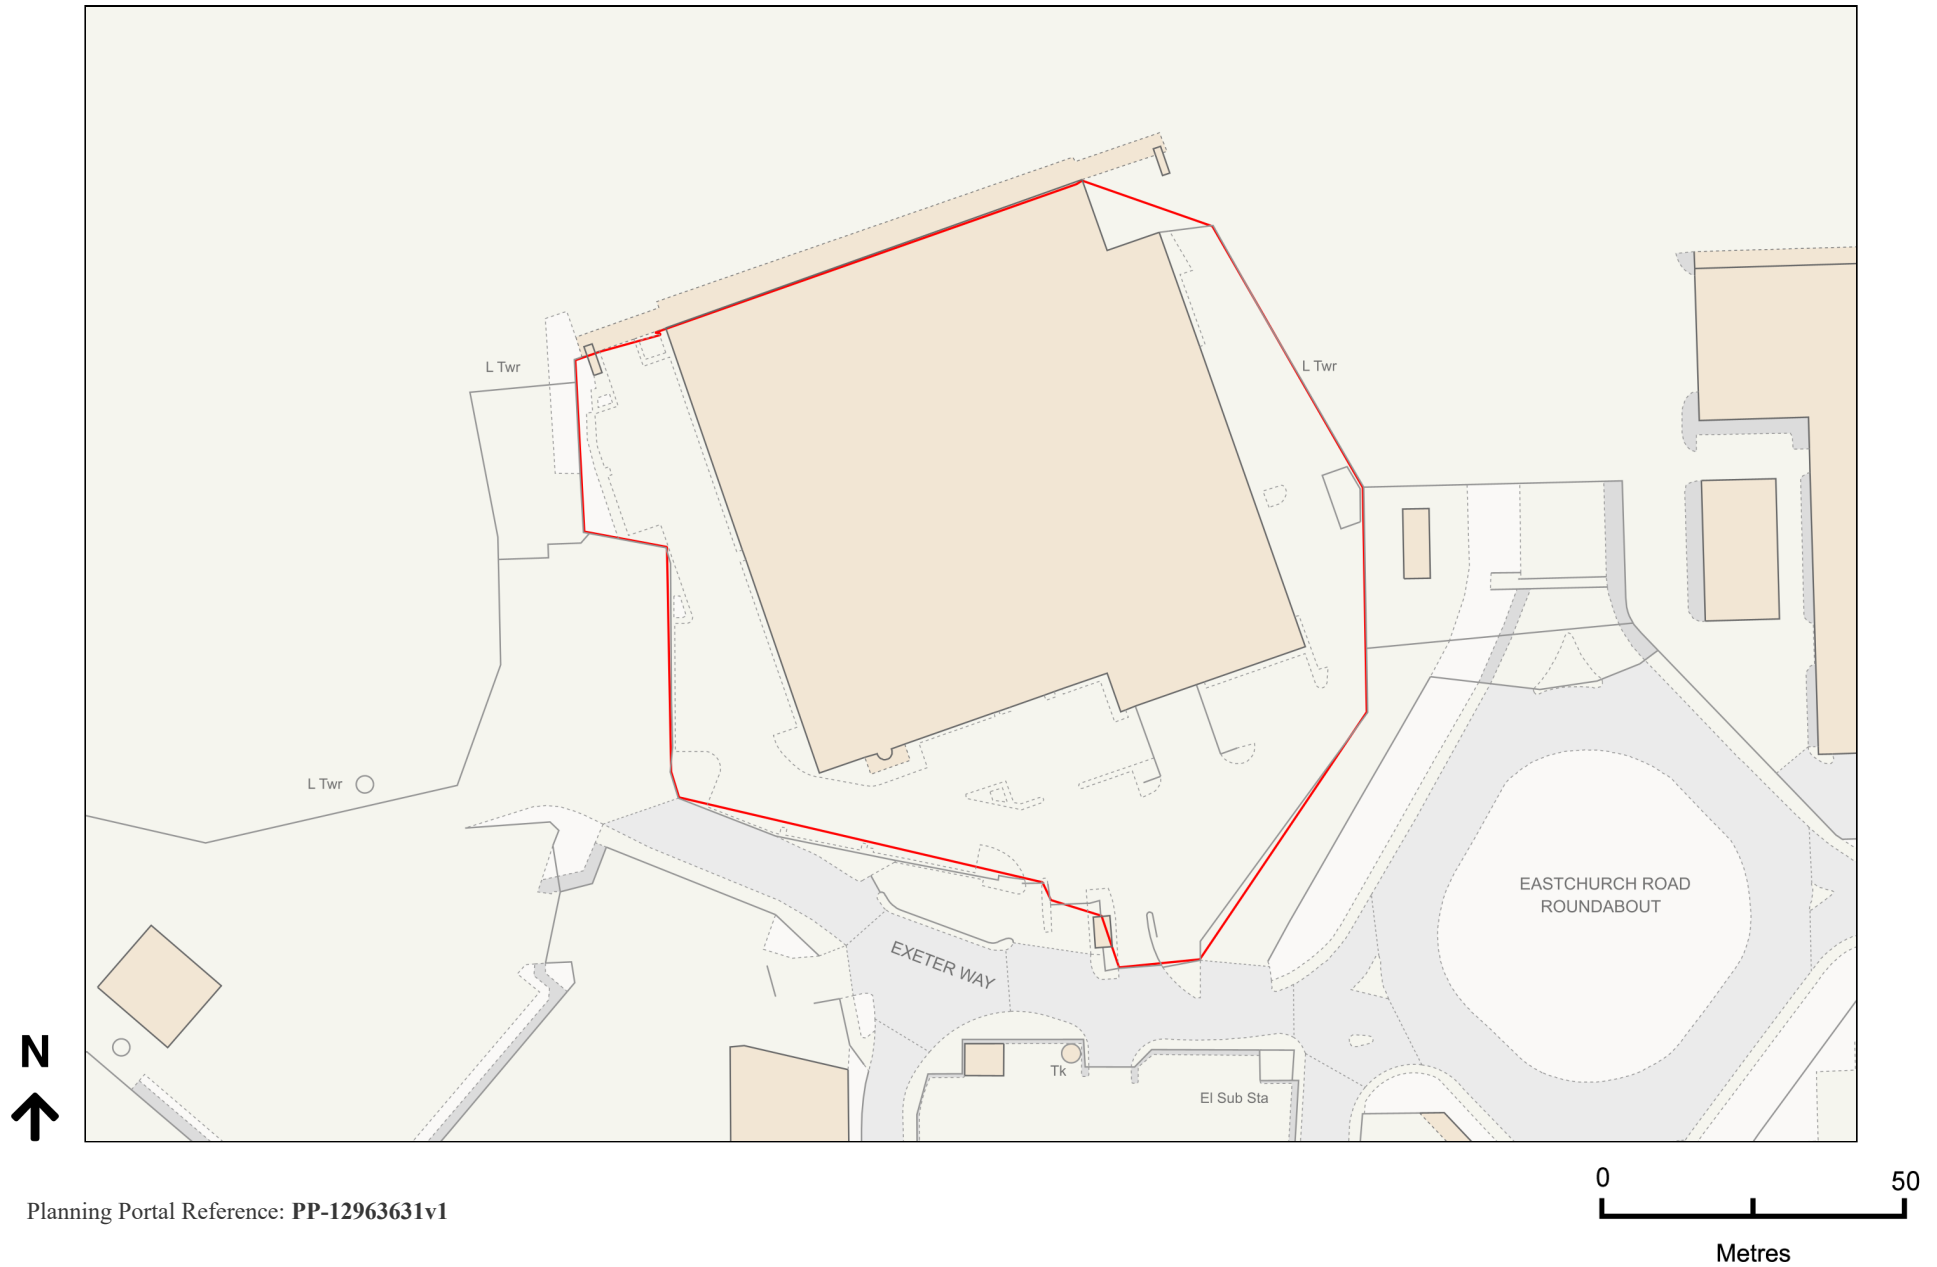 L Twr
L Twr
L Twr
EASTCHURCH ROAD
ROUNDABOUT
EXETER WAY
N
Tk
El Sub Sta
0 50
Planning Portal Reference: PP-12963631v1
Metres